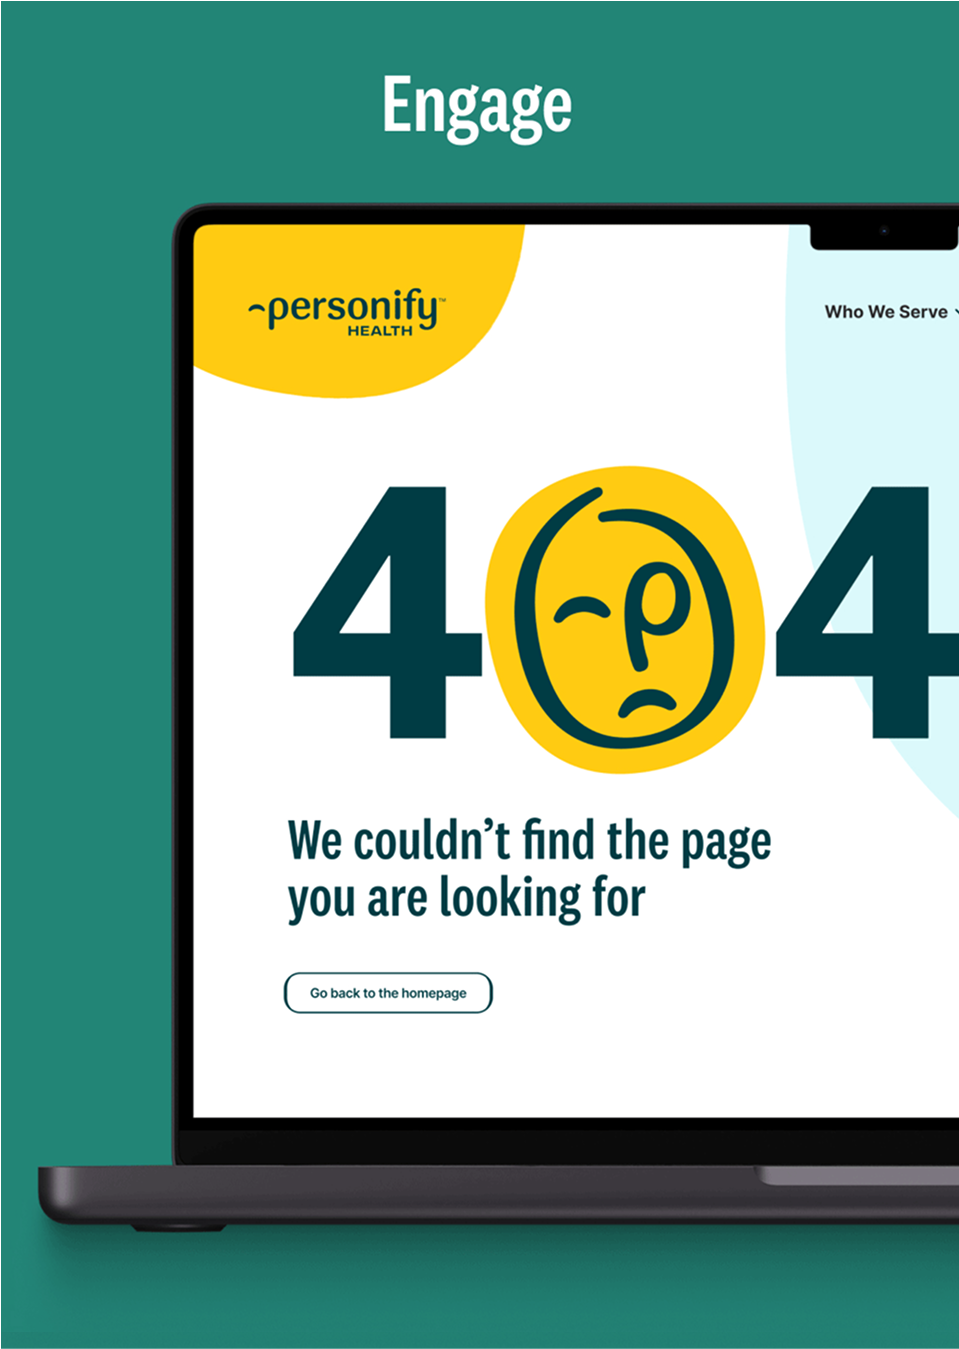 Engage
personify™
HEALTH
Who We Serve
404
We couldn’t find the page
you are looking for
Go back to the homepage